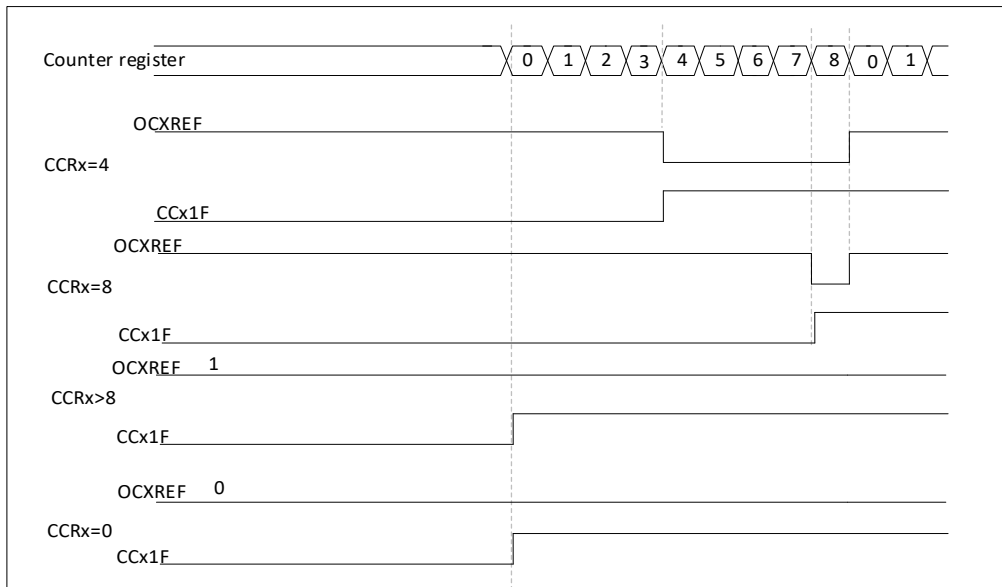 Counter register 0 1 2 3 4 5 6 7 8 0 1
OCXREF
CCRx=4
CCx1F
OCXREF
CCRx=8
CCx1F
OCXREF 1
CCRx>8
CCx1F
OCXREF 0
CCRx=0
CCx1F